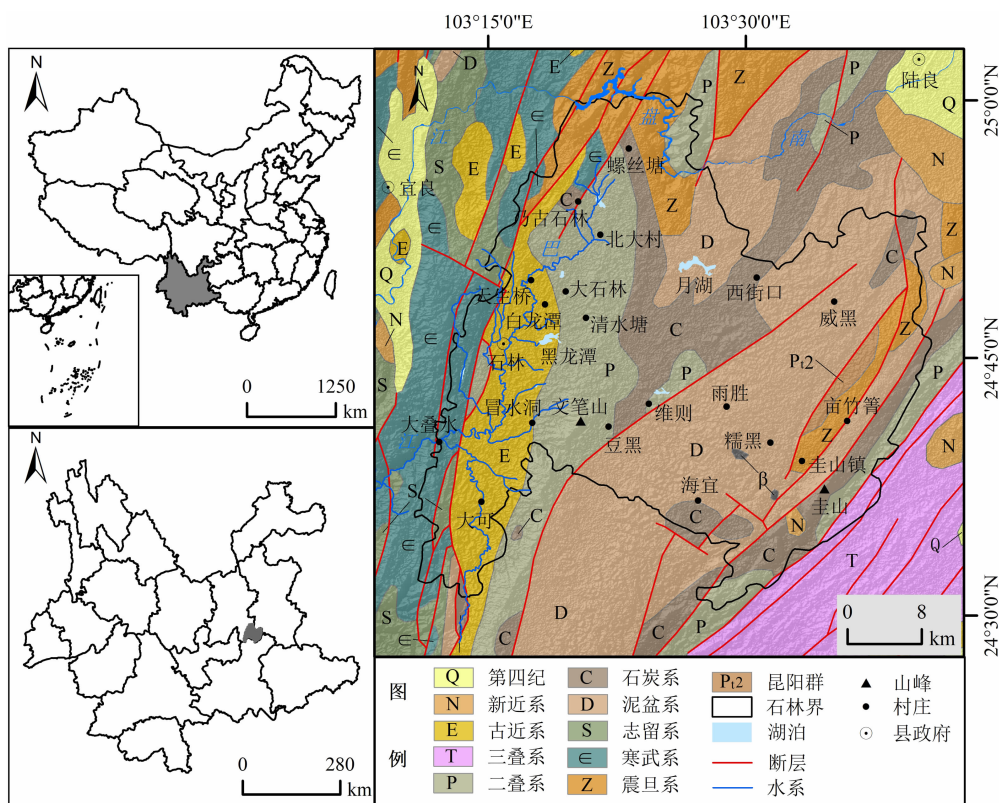 103°15'0"E
103°30'0"E
N
0 1250
km
N
0 280
km
N
D
E
Z
Z
P
陆良
Q
江
盈
南
P
∈
∈
S
E
E
∈
螺丝塘
N
宜良
C
乃古石林
Z
巴
北大村
D
E
Q
天生桥
大石林
月湖
西街口
C
N
白龙潭
清水塘
威黑
N
∈
石林
黑龙潭
C
Z
Pt2
P
S
P
P
冒水洞
文笔山
维则
雨胜
亩竹箐
大叠水
豆黑
D
糯黑
Z
N
E
圭山镇
β
S
海宜
圭山
大可
C
C
N
Q
∈
C
T
S
D
P
∈
C
C
0 8
km
25°0'0"N
24°45'0"N
24°30'0"N
图例
Q 第四纪
N 新近系
E 古近系
T 三叠系
P 二叠系
C 石炭系
D 泥盆系
S 志留系
∈ 寒武系
Z 震旦系
Pt2 昆阳群
石林界
湖泊
断层
水系
山峰
村庄
县政府